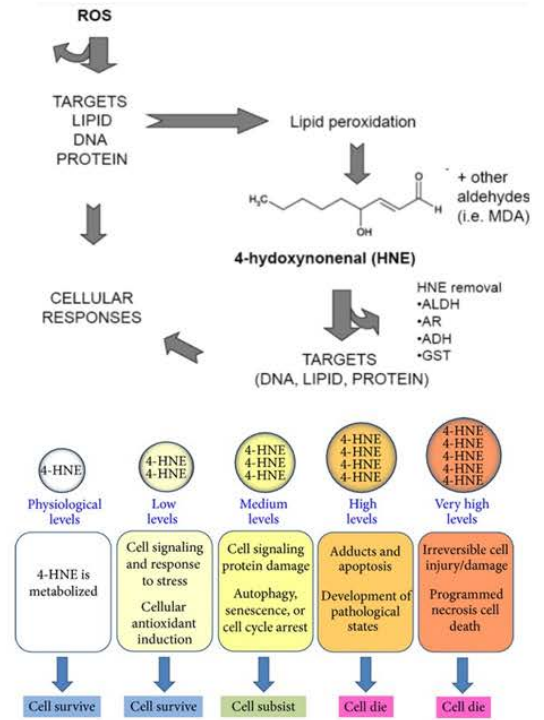 ROS
TARGETS
LIPID
DNA
PROTEIN
Lipid peroxidation
+ other
aldehydes
(i.e. MDA)
H₃C
O
H
OH
4-hydoxynonenal (HNE)
CELLULAR
RESPONSES
HNE removal
•ALDH
•AR
•ADH
•GST
TARGETS
(DNA, LIPID, PROTEIN)
4-HNE
Physiological
levels
4-HNE is
metabolized
Cell survive
4-HNE
4-HNE
Low
levels
Cell signaling
and response
to stress
Cellular
antioxidant
induction
Cell survive
4-HNE
4-HNE
4-HNE
Medium
levels
Cell signaling
protein damage
Autophagy,
senescence, or
cell cycle arrest
Cell subsist
4-HNE
4-HNE
4-HNE
4-HNE
High
levels
Adducts and
apoptosis
Development of
pathological
states
Cell die
4-HNE
4-HNE
4-HNE
4-HNE
4-HNE
Very high
levels
Irreversible cell
injury/damage
Programmed
necrosis cell
death
Cell die